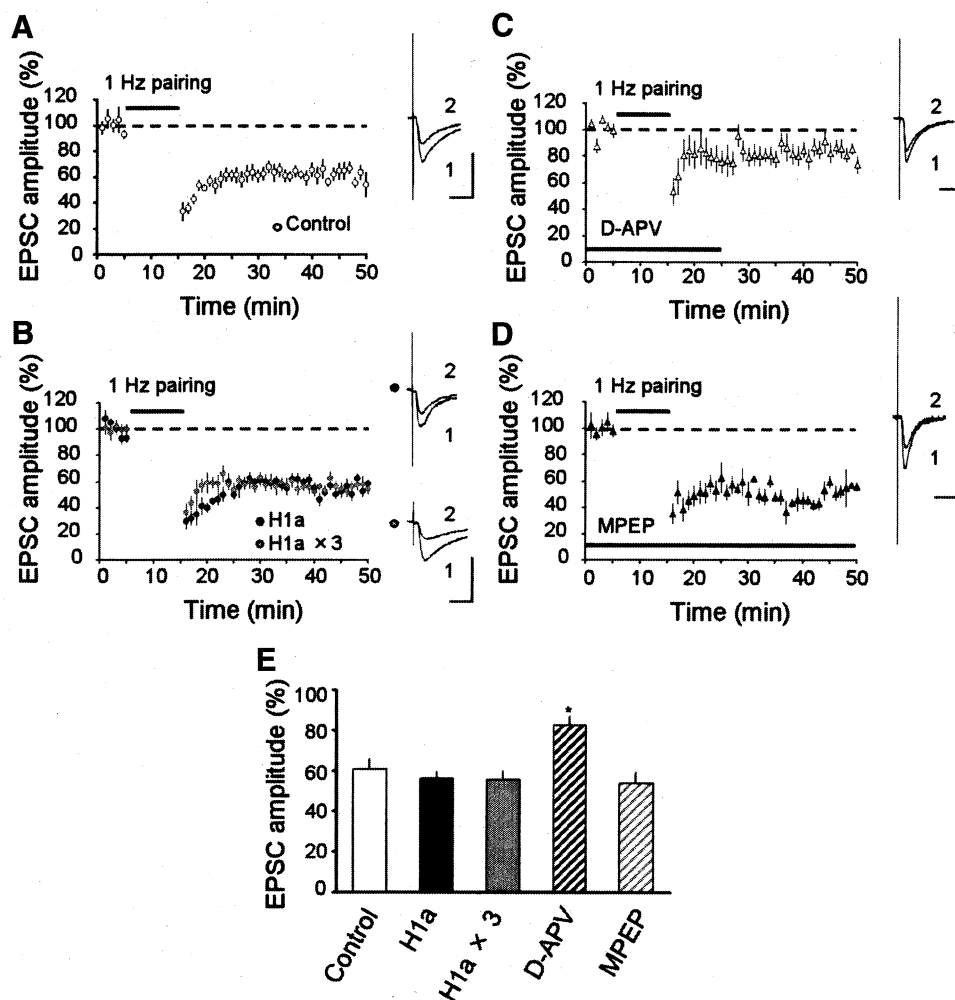 A
EPSC amplitude (%)
1 Hz pairing
120
100
80
60
40
20
0
Control
0 10 20 30 40 50
Time (min)
2
1
C
EPSC amplitude (%)
1 Hz pairing
120
100
80
60
40
20
0
D-APV
0 10 20 30 40 50
Time (min)
2
1
B
EPSC amplitude (%)
1 Hz pairing
120
100
80
60
40
20
0
H1a
H1a × 3
0 10 20 30 40 50
Time (min)
2
1
2
1
D
EPSC amplitude (%)
1 Hz pairing
120
100
80
60
40
20
0
MPEP
0 10 20 30 40 50
Time (min)
2
1
E
EPSC amplitude (%)
100
80
60
40
20
0
*
Control
H1a
H1a × 3
D-APV
MPEP